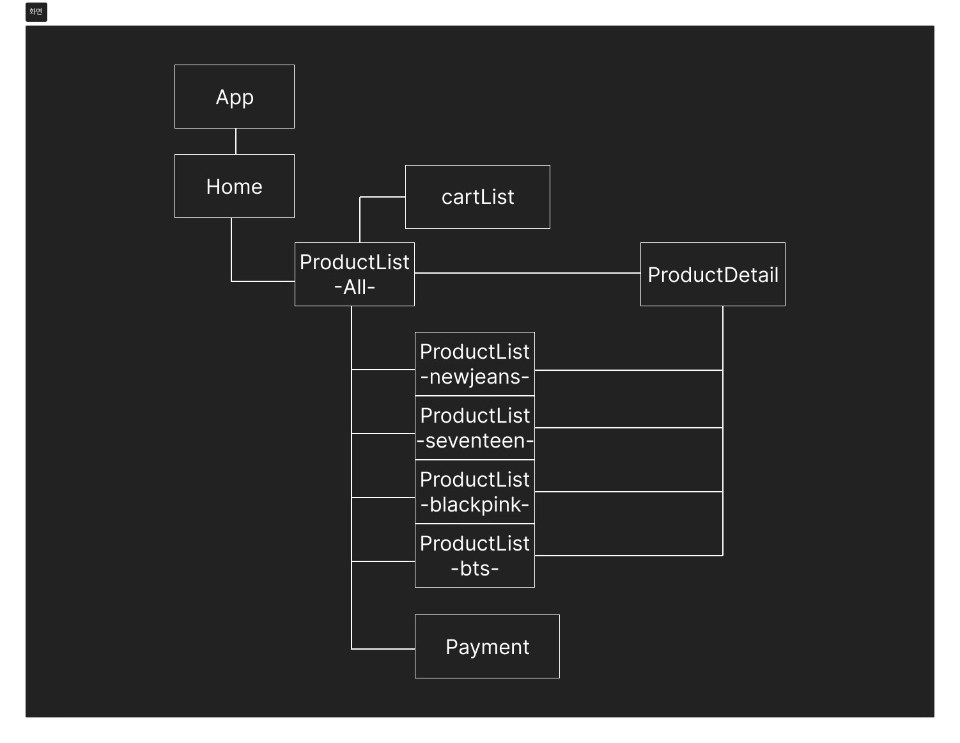 화면
App
Home
cartList
ProductList
-All-
ProductDetail
ProductList
-newjeans-
ProductList
-seventeen-
ProductList
-blackpink-
ProductList
-bts-
Payment